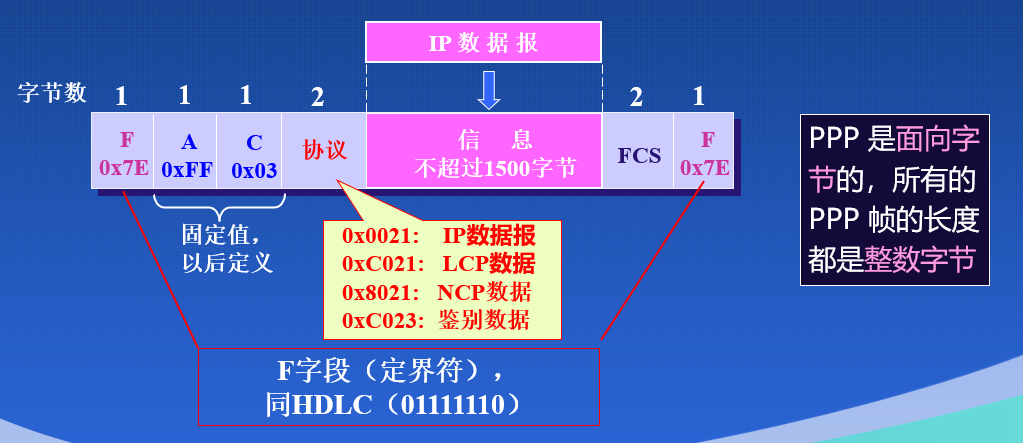 IP 数 据 报
字节数 1 1 1 2 2 1
F A C 协议 信 息 FCS F
0x7E 0xFF 0x03 不超过1500字节 0x7E
PPP 是面向字
节的，所有的
PPP 帧的长度
都是整数字节
固定值，
以后定义
0x0021： IP数据报
0xC021： LCP数据
0x8021： NCP数据
0xC023：鉴别数据
F字段（定界符），
同HDLC（01111110）